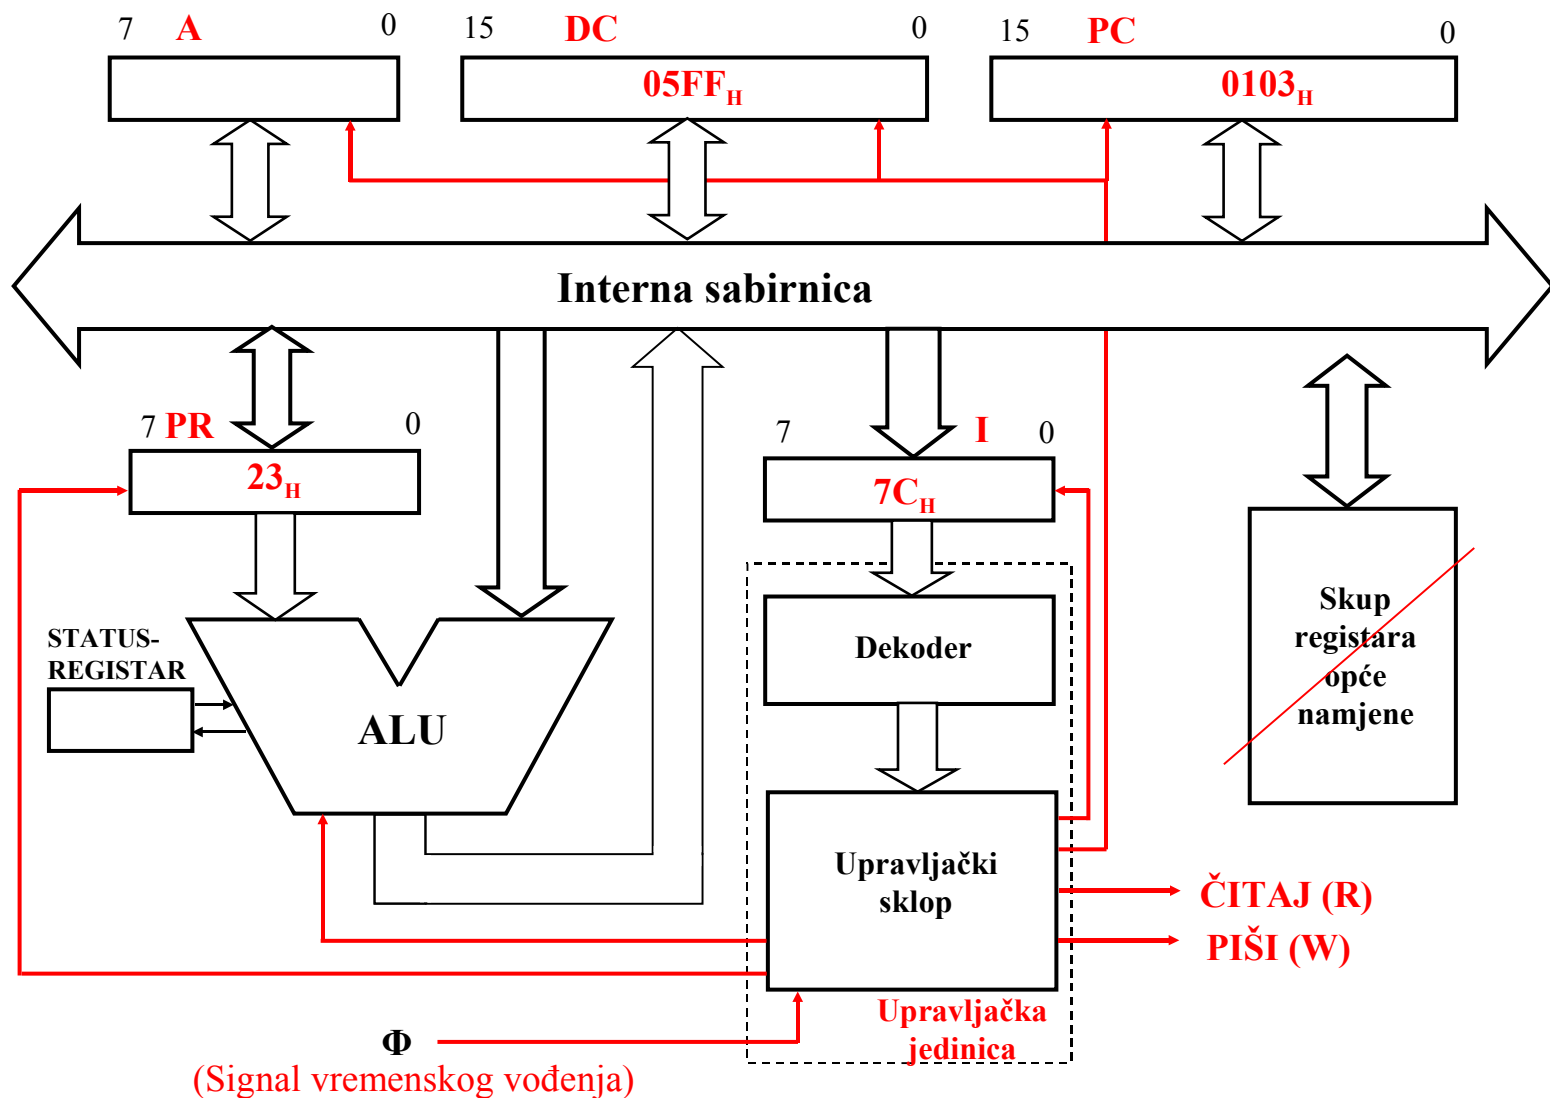 7 A 0
15 DC 0
15 PC 0
05FFH
0103H
Interna sabirnica
7 PR 0
7 I 0
23H
7CH
STATUS-
REGISTAR
ALU
Dekoder
Skup
registara
opće
namjene
Upravljački
sklop
ČITAJ (R)
PIŠI (W)
Upravljačka
jedinica
Φ
(Signal vremenskog vođenja)